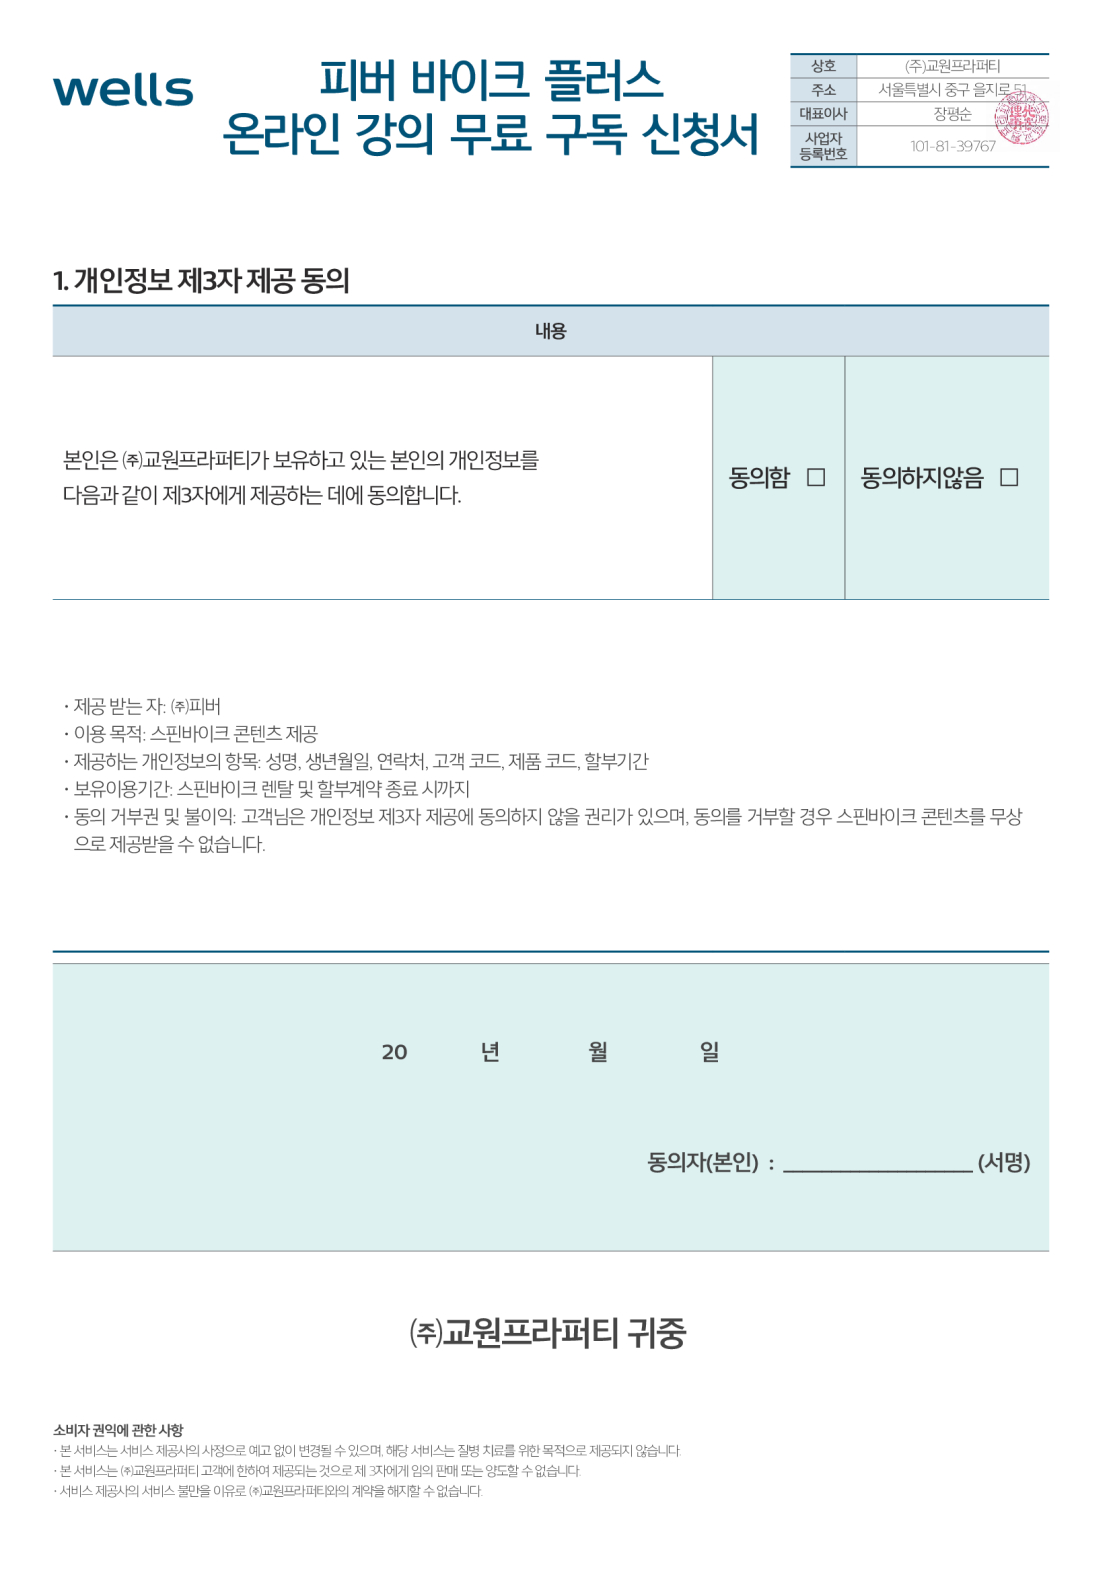 wells
피버 바이크 플러스
온라인 강의 무료 구독 신청서
상호 (주)교원프라퍼티
주소 서울특별시 중구 을지로 51
대표이사 장평순
사업자
등록번호 101-81-39767
1. 개인정보 제3자 제공 동의
내용
본인은 ㈜교원프라퍼티가 보유하고 있는 본인의 개인정보를
다음과 같이 제3자에게 제공하는 데에 동의합니다.
동의함 □ 동의하지않음 □
· 제공 받는 자: ㈜피버
· 이용 목적: 스핀바이크 콘텐츠 제공
· 제공하는 개인정보의 항목: 성명, 생년월일, 연락처, 고객 코드, 제품 코드, 할부기간
· 보유이용기간: 스핀바이크 렌탈 및 할부계약 종료 시까지
· 동의 거부권 및 불이익: 고객님은 개인정보 제3자 제공에 동의하지 않을 권리가 있으며, 동의를 거부할 경우 스핀바이크 콘텐츠를 무상
으로 제공받을 수 없습니다.
20 년 월 일
동의자(본인) : ____________________ (서명)
㈜교원프라퍼티 귀중
소비자 권익에 관한 사항
· 본 서비스는 서비스 제공사의 사정으로 예고 없이 변경될 수 있으며, 해당 서비스는 질병 치료를 위한 목적으로 제공되지 않습니다.
· 본 서비스는 ㈜교원프라퍼티 고객에 한하여 제공되는 것으로 제 3자에게 임의 판매 또는 양도할 수 없습니다.
· 서비스 제공사의 서비스 불만을 이유로 ㈜교원프라퍼티와의 계약을 해지할 수 없습니다.